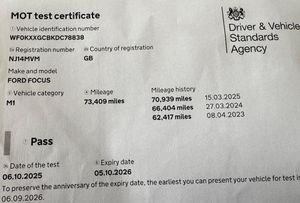 MOT test certificate
Driver & Vehicle
Standards
Agency
Vehicle identification number
WF0KXXGCBKDC78838
Registration number
Country of registration
NJ14MVM
GB
Make and model
FORD FOCUS
Vehicle category
Mileage
Mileage history
M1
73,409 miles
70,939 miles 15.03.2025
66,404 miles 27.03.2024
62,417 miles 08.04.2023
Pass
Date of the test
Expiry date
06.10.2025
05.10.2026
To preserve the anniversary of the expiry date, the earliest you can present your vehicle for test is
06.09.2026.